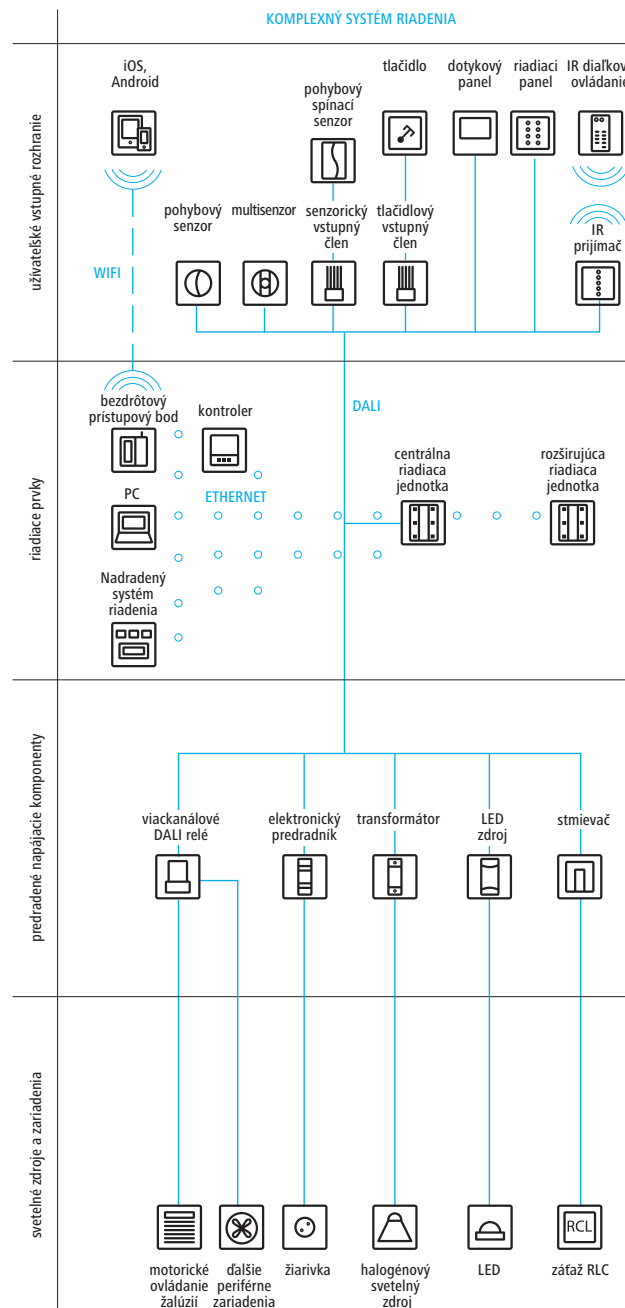 KOMPLEXNÝ SYSTÉM RIADENIA
užívateľské vstupné rozhranie
iOS,
Android
pohybový
spínací
senzor
tlačidlo
dotykový
panel
riadiaci
panel
IR diaľkové
ovládanie
pohybový
senzor
multisenzor
senzorický
vstupný
člen
tlačidlový
vstupný
člen
IR
prijímač
WIFI
riadiace prvky
bezdrôtový
prístupový bod
kontroler
DALI
PC
ETHERNET
centrálna
riadiaca
jednotka
rozširujúca
riadiaca
jednotka
Nadradený
systém
riadenia
predradené napájacie komponenty
viackanálové
DALI relé
elektronický
predradník
transformátor
LED
zdroj
stmievač
svetelné zdroje a zariadenia
RCL
motorické
ovládanie
žalúzií
ďalšie
periférne
zariadenia
žiarivka
halogénový
svetelný
zdroj
LED
záťaž RLC